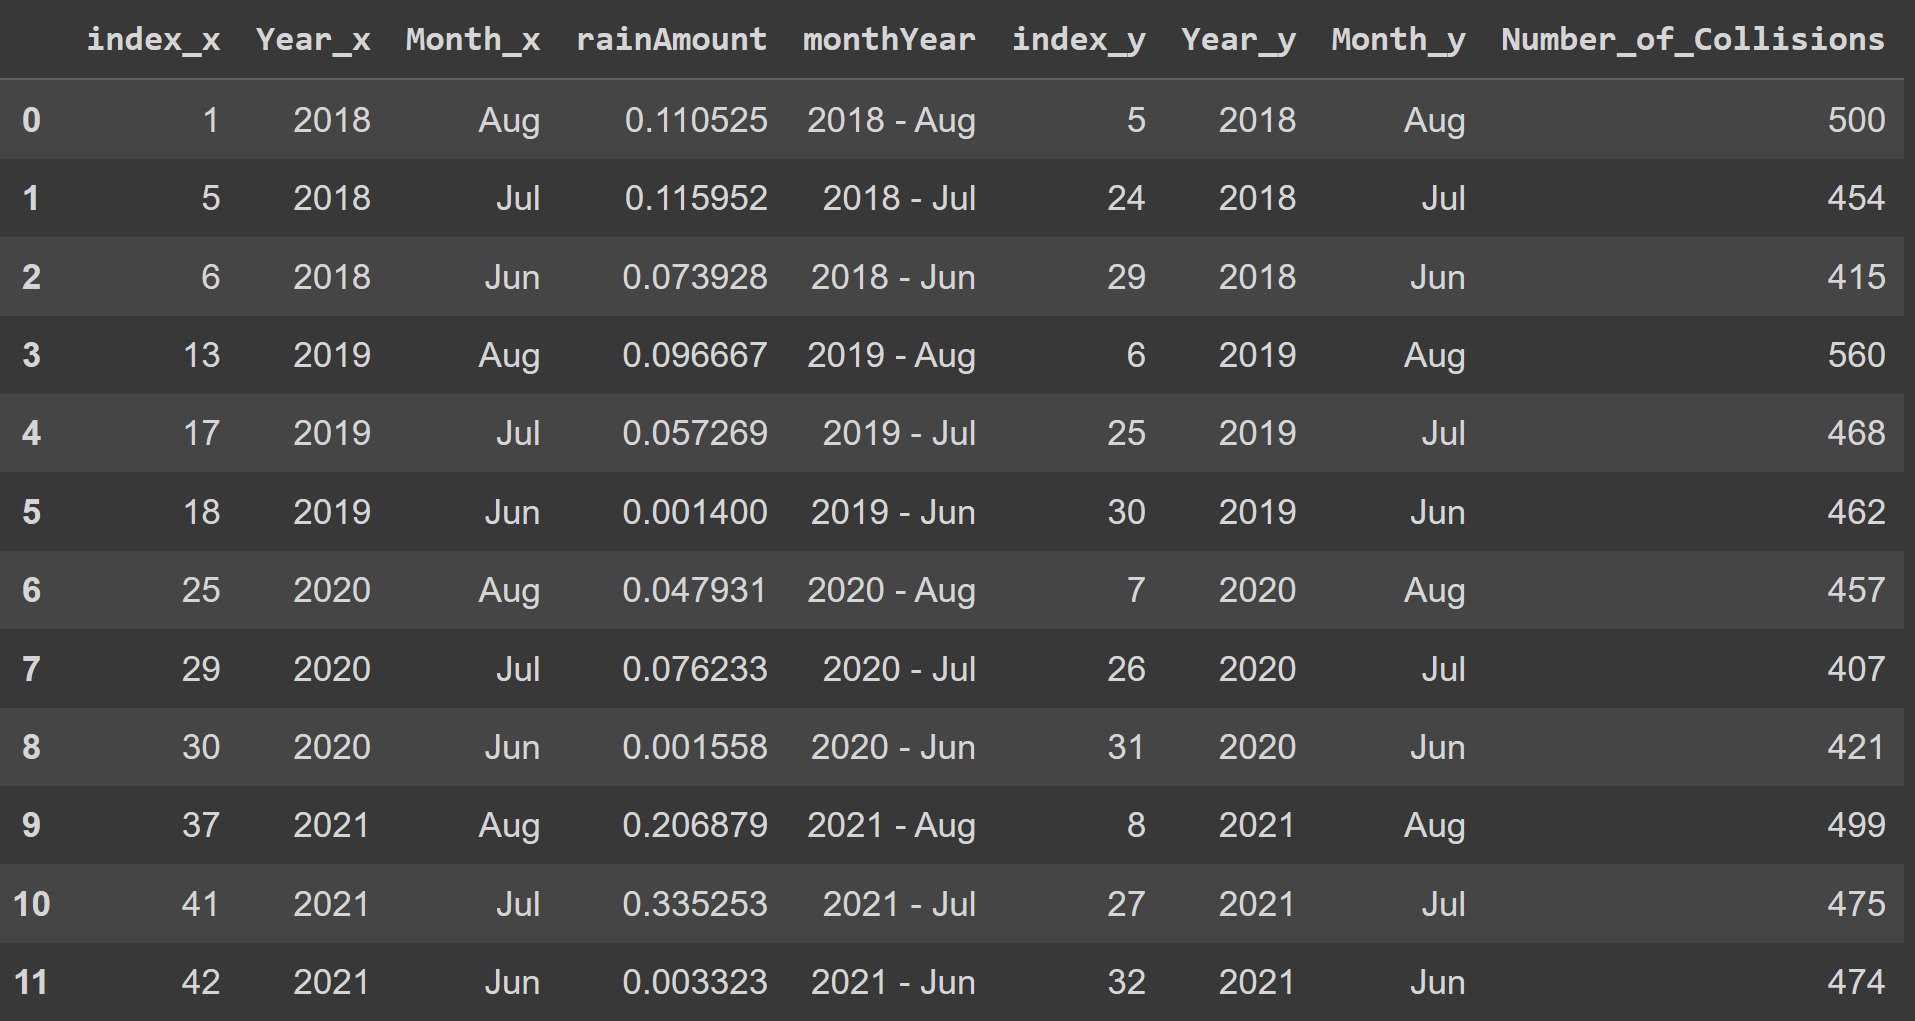 index_x Year_x Month_x rainAmount monthYear index_y Year_y Month_y Number_of_Collisions
0 1 2018 Aug 0.110525 2018 - Aug 5 2018 Aug 500
1 5 2018 Jul 0.115952 2018 - Jul 24 2018 Jul 454
2 6 2018 Jun 0.073928 2018 - Jun 29 2018 Jun 415
3 13 2019 Aug 0.096667 2019 - Aug 6 2019 Aug 560
4 17 2019 Jul 0.057269 2019 - Jul 25 2019 Jul 468
5 18 2019 Jun 0.001400 2019 - Jun 30 2019 Jun 462
6 25 2020 Aug 0.047931 2020 - Aug 7 2020 Aug 457
7 29 2020 Jul 0.076233 2020 - Jul 26 2020 Jul 407
8 30 2020 Jun 0.001558 2020 - Jun 31 2020 Jun 421
9 37 2021 Aug 0.206879 2021 - Aug 8 2021 Aug 499
10 41 2021 Jul 0.335253 2021 - Jul 27 2021 Jul 475
11 42 2021 Jun 0.003323 2021 - Jun 32 2021 Jun 474